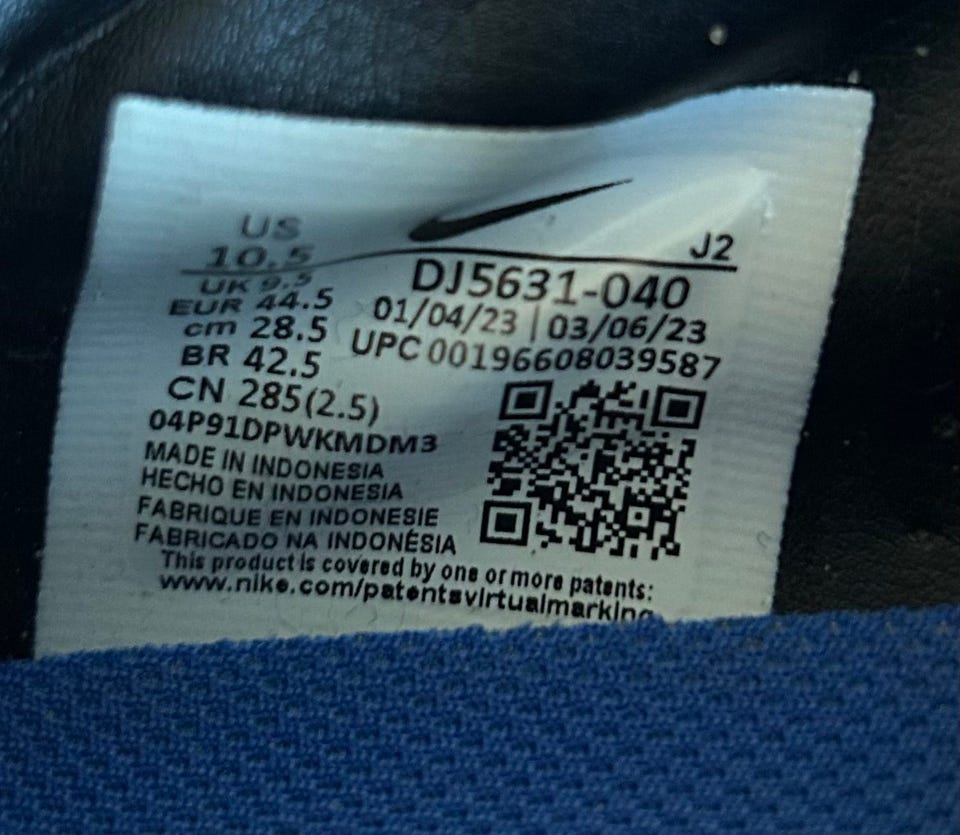 US
10.5
UK 9.5
EUR 44.5
cm 28.5
BR 42.5
CN 285(2.5)
J2
DJ5631-040
01/04/23 | 03/06/23
UPC 00196608039587
04P91DPWKMDM3
MADE IN INDONESIA
HECHO EN INDONESIA
FABRIQUE EN INDONESIE
FABRICADO NA INDONÉSIA
This product is covered by one or more patents:
www.nike.com/patentsvirtualmarking